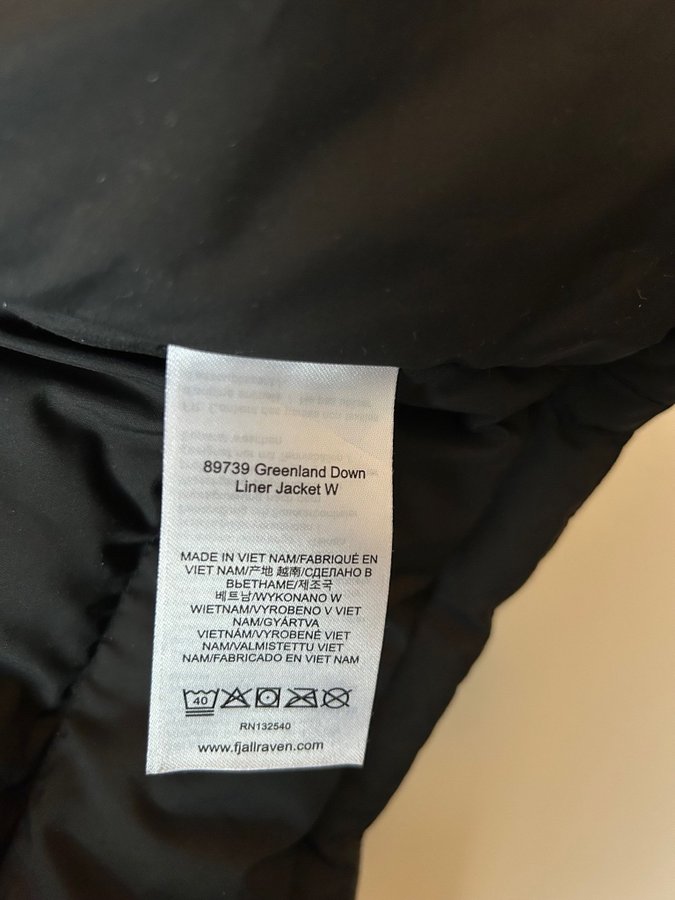 89739 Greenland Down
Liner Jacket W
MADE IN VIET NAM/FABRIQUÉ EN
VIET NAM/产地 越南/СДЕЛАНО В
ВЬЕТНАМЕ/제조국
베트남/WYKONANO W
WIETNAM/VYROBENO V VIET
NAM/GYÁRTVA
VIETNÁM/VYROBENÉ VIET
NAM/VALMISTETTU VIET
NAM/FABRICADO EN VIET NAM
40
RN132540
www.fjallraven.com